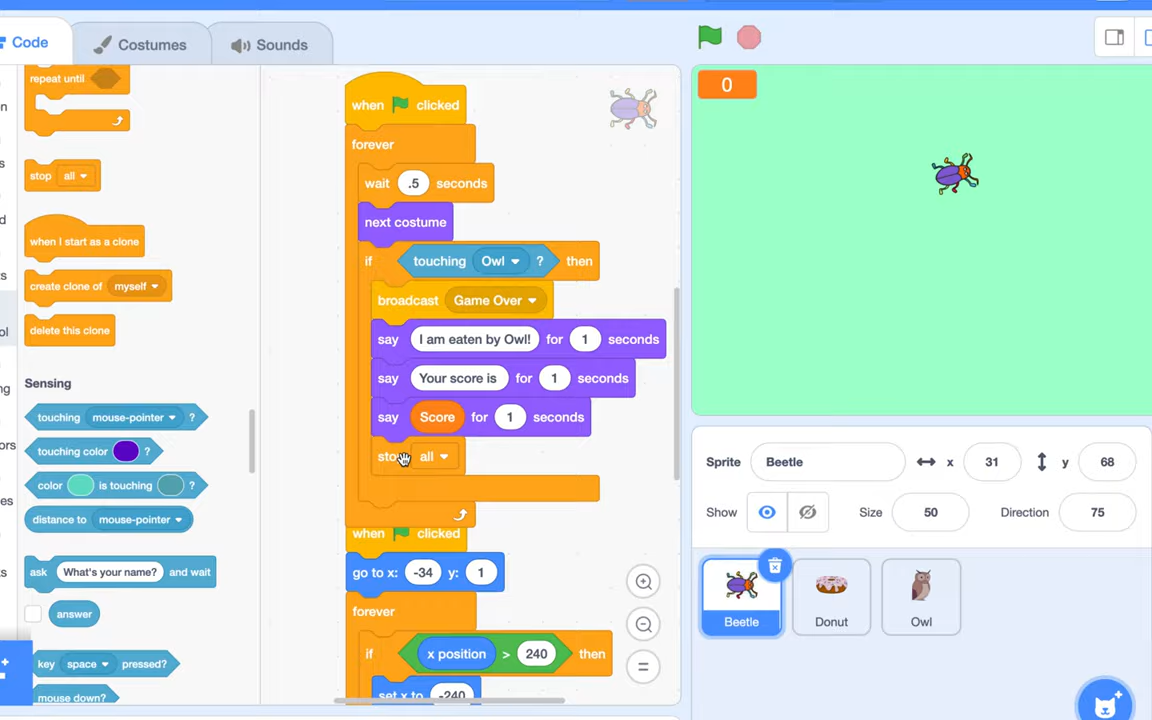 Code
Costumes
Sounds
repeat until
stop all
when I start as a clone
create clone of myself
delete this clone
Sensing
touching mouse-pointer ?
touching color ?
color is touching ?
distance to mouse-pointer
ask What's your name? and wait
answer
key space pressed?
mouse down?
when clicked
forever
wait .5 seconds
next costume
if touching Owl ? then
broadcast Game Over
say I am eaten by Owl! for 1 seconds
say Your score is for 1 seconds
say Score for 1 seconds
all
when clicked
go to x: -34 y: 1
forever
if x position > 240 then
set x to -240
0
Sprite Beetle x 31 y 68
Show Size 50 Direction 75
Beetle
Donut
Owl